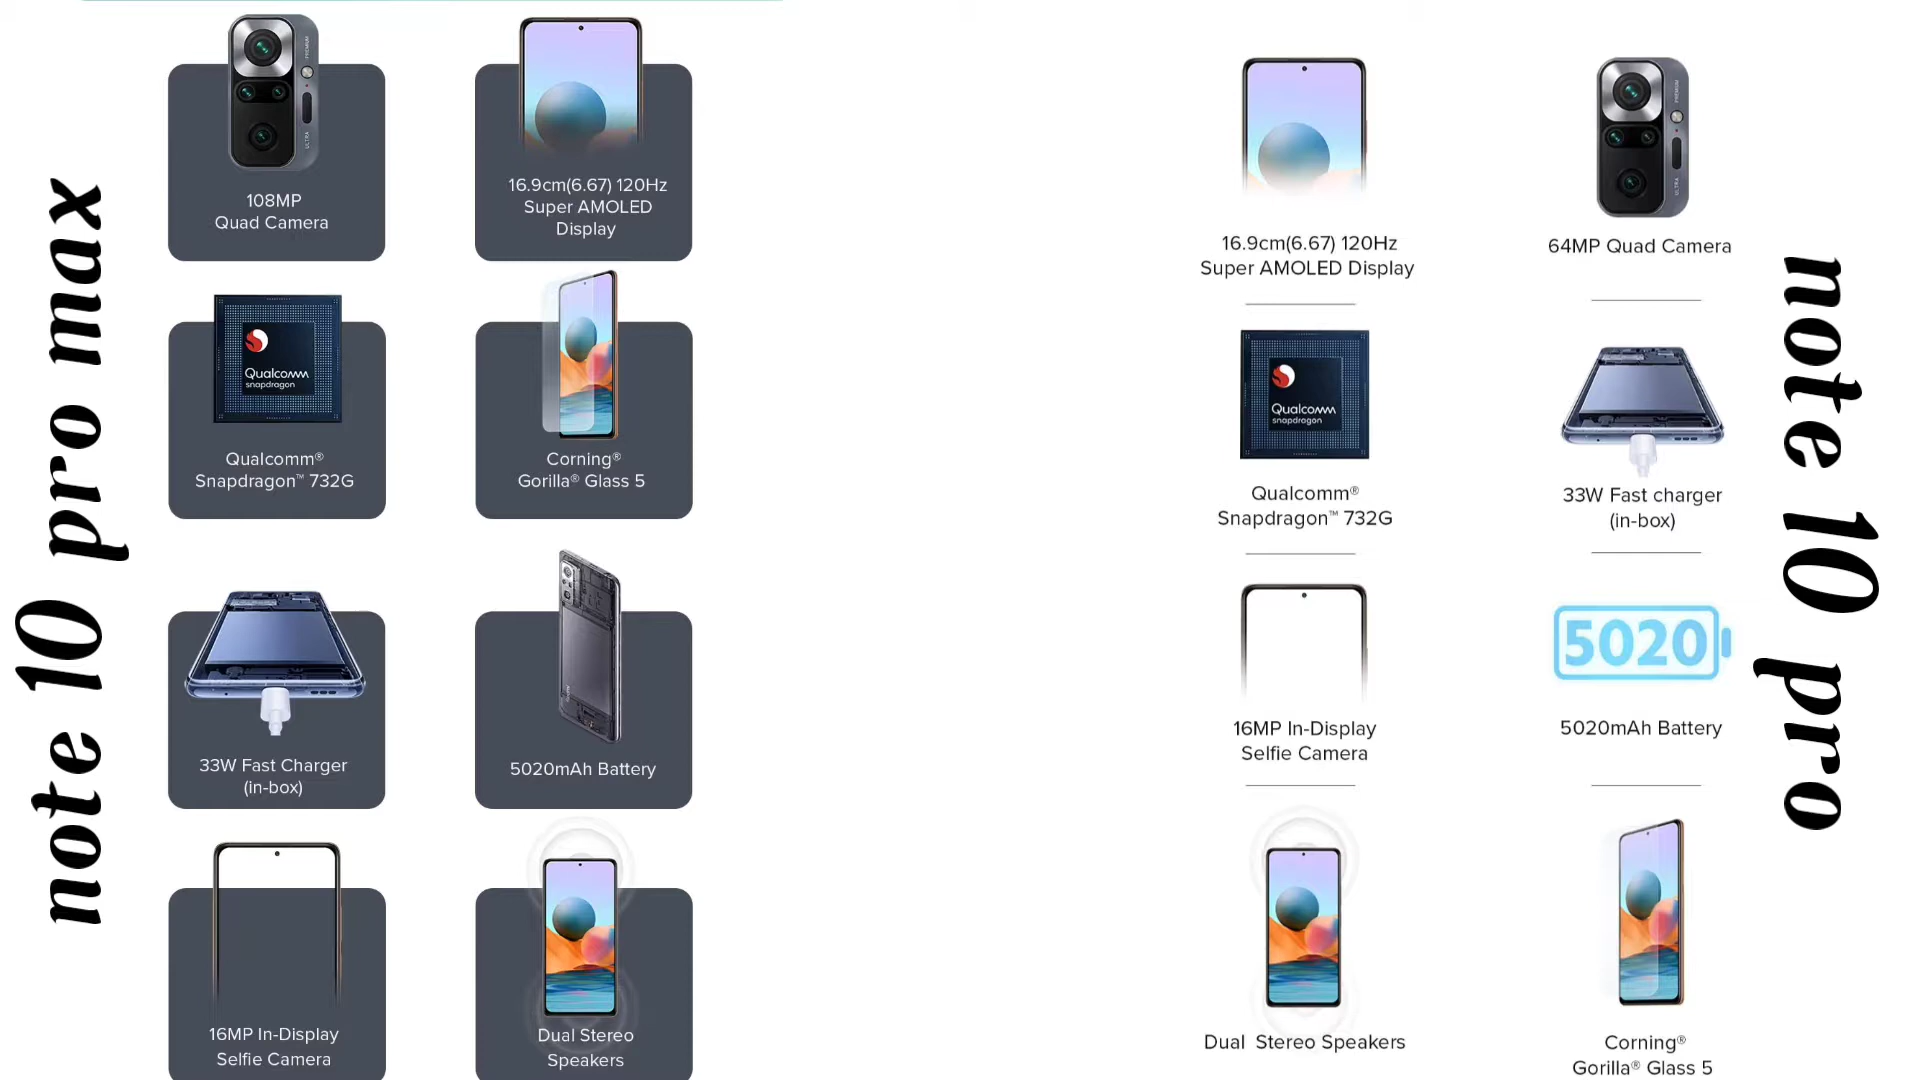 note 10 pro max
PREMIUM
ULTRA
108MP
Quad Camera
16.9cm(6.67) 120Hz
Super AMOLED
Display
Qualcomm
snapdragon
Qualcomm®
Snapdragon™ 732G
Corning®
Gorilla® Glass 5
33W Fast Charger
(in-box)
5020mAh Battery
16MP In-Display
Selfie Camera
Dual Stereo
Speakers
16.9cm(6.67) 120Hz
Super AMOLED Display
PREMIUM
ULTRA
64MP Quad Camera
Qualcomm
snapdragon
Qualcomm®
Snapdragon™ 732G
33W Fast charger
(in-box)
16MP In-Display
Selfie Camera
5020
5020mAh Battery
Dual Stereo Speakers
Corning®
Gorilla® Glass 5
note 10 pro